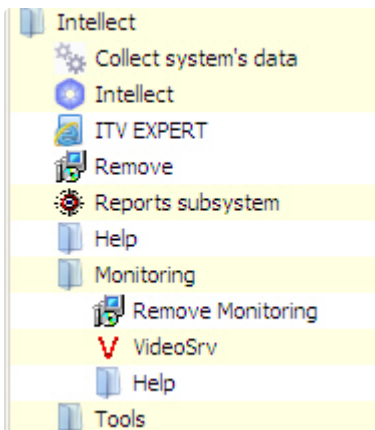 Intellect
Collect system's data
Intellect
ITV EXPERT
Remove
Reports subsystem
Help
Monitoring
Remove Monitoring
V VideoSrv
Help
Tools